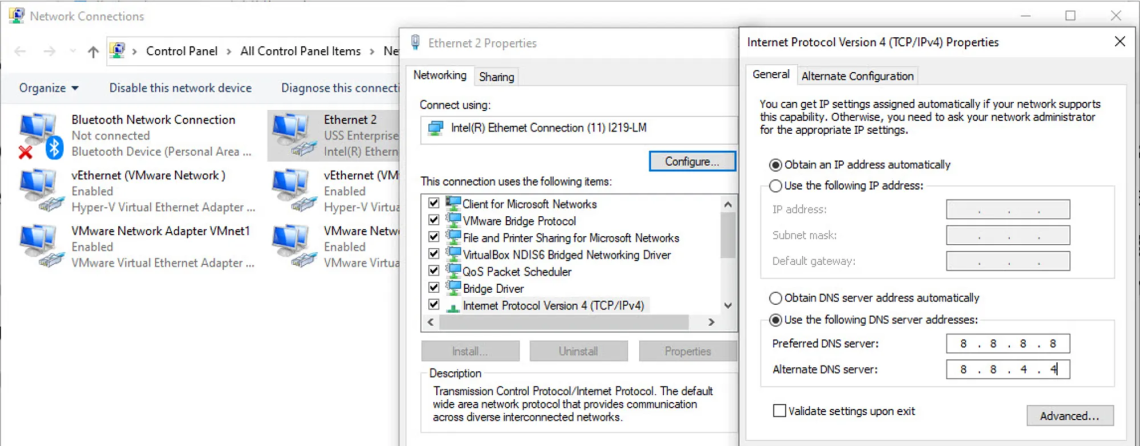 Network Connections
Control Panel > All Control Panel Items > Ne
Organize Disable this network device Diagnose this connecti
Bluetooth Network Connection
Not connected
Bluetooth Device (Personal Area ...
Ethernet 2
USS Enterprise
Intel(R) Ethern
vEthernet (VMware Network )
Enabled
Hyper-V Virtual Ethernet Adapter ...
vEthernet (VM
Enabled
Hyper-V Virtu
VMware Network Adapter VMnet1
Enabled
VMware Virtual Ethernet Adapter ...
VMware Netwo
Enabled
VMware Virtua
Ethernet 2 Properties
Networking Sharing
Connect using:
Intel(R) Ethernet Connection (11) I219-LM
Configure...
This connection uses the following items:
Client for Microsoft Networks
VMware Bridge Protocol
File and Printer Sharing for Microsoft Networks
VirtualBox NDIS6 Bridged Networking Driver
QoS Packet Scheduler
Bridge Driver
Internet Protocol Version 4 (TCP/IPv4)
Install... Uninstall Properties
Description
Transmission Control Protocol/Internet Protocol. The default
wide area network protocol that provides communication
across diverse interconnected networks.
Internet Protocol Version 4 (TCP/IPv4) Properties
General Alternate Configuration
You can get IP settings assigned automatically if your network supports
this capability. Otherwise, you need to ask your network administrator
for the appropriate IP settings.
Obtain an IP address automatically
Use the following IP address:
IP address: . . .
Subnet mask: . . .
Default gateway: . . .
Obtain DNS server address automatically
Use the following DNS server addresses:
Preferred DNS server: 8 . 8 . 8 . 8
Alternate DNS server: 8 . 8 . 4 . 4
Validate settings upon exit
Advanced...